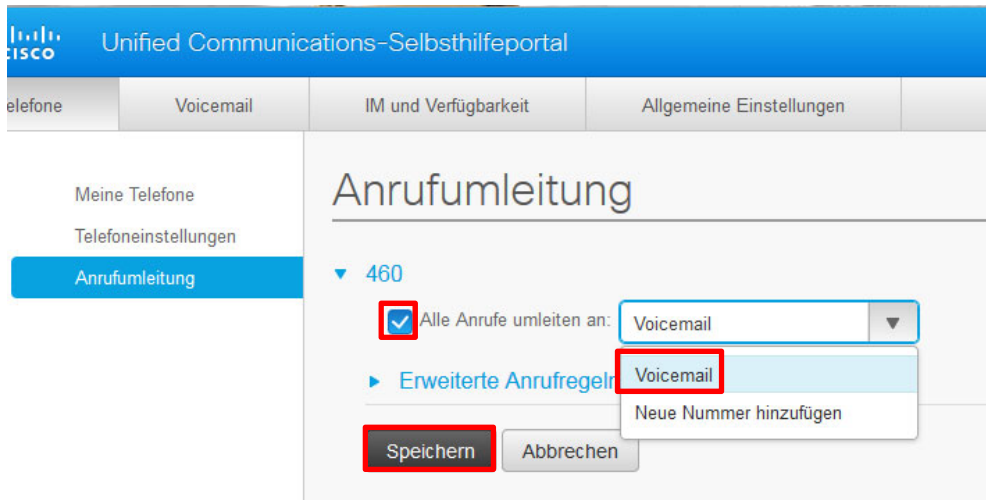 cisco Unified Communications-Selbsthilfeportal
elefone Voicemail IM und Verfügbarkeit Allgemeine Einstellungen
Meine Telefone
Telefoneinstellungen
Anrufumleitung
Anrufumleitung
460
Alle Anrufe umleiten an: Voicemail
Voicemail
Neue Nummer hinzufügen
Erweiterte Anrufregeln
Speichern Abbrechen